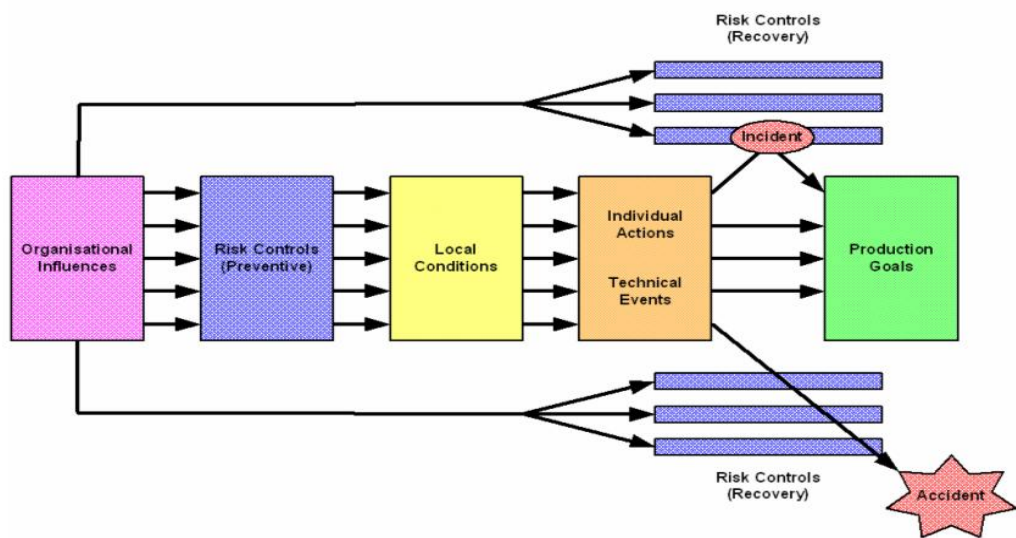 Risk Controls
(Recovery)
Incident
Organisational
Influences
Risk Controls
(Preventive)
Local
Conditions
Individual
Actions
Technical
Events
Production
Goals
Risk Controls
(Recovery)
Accident